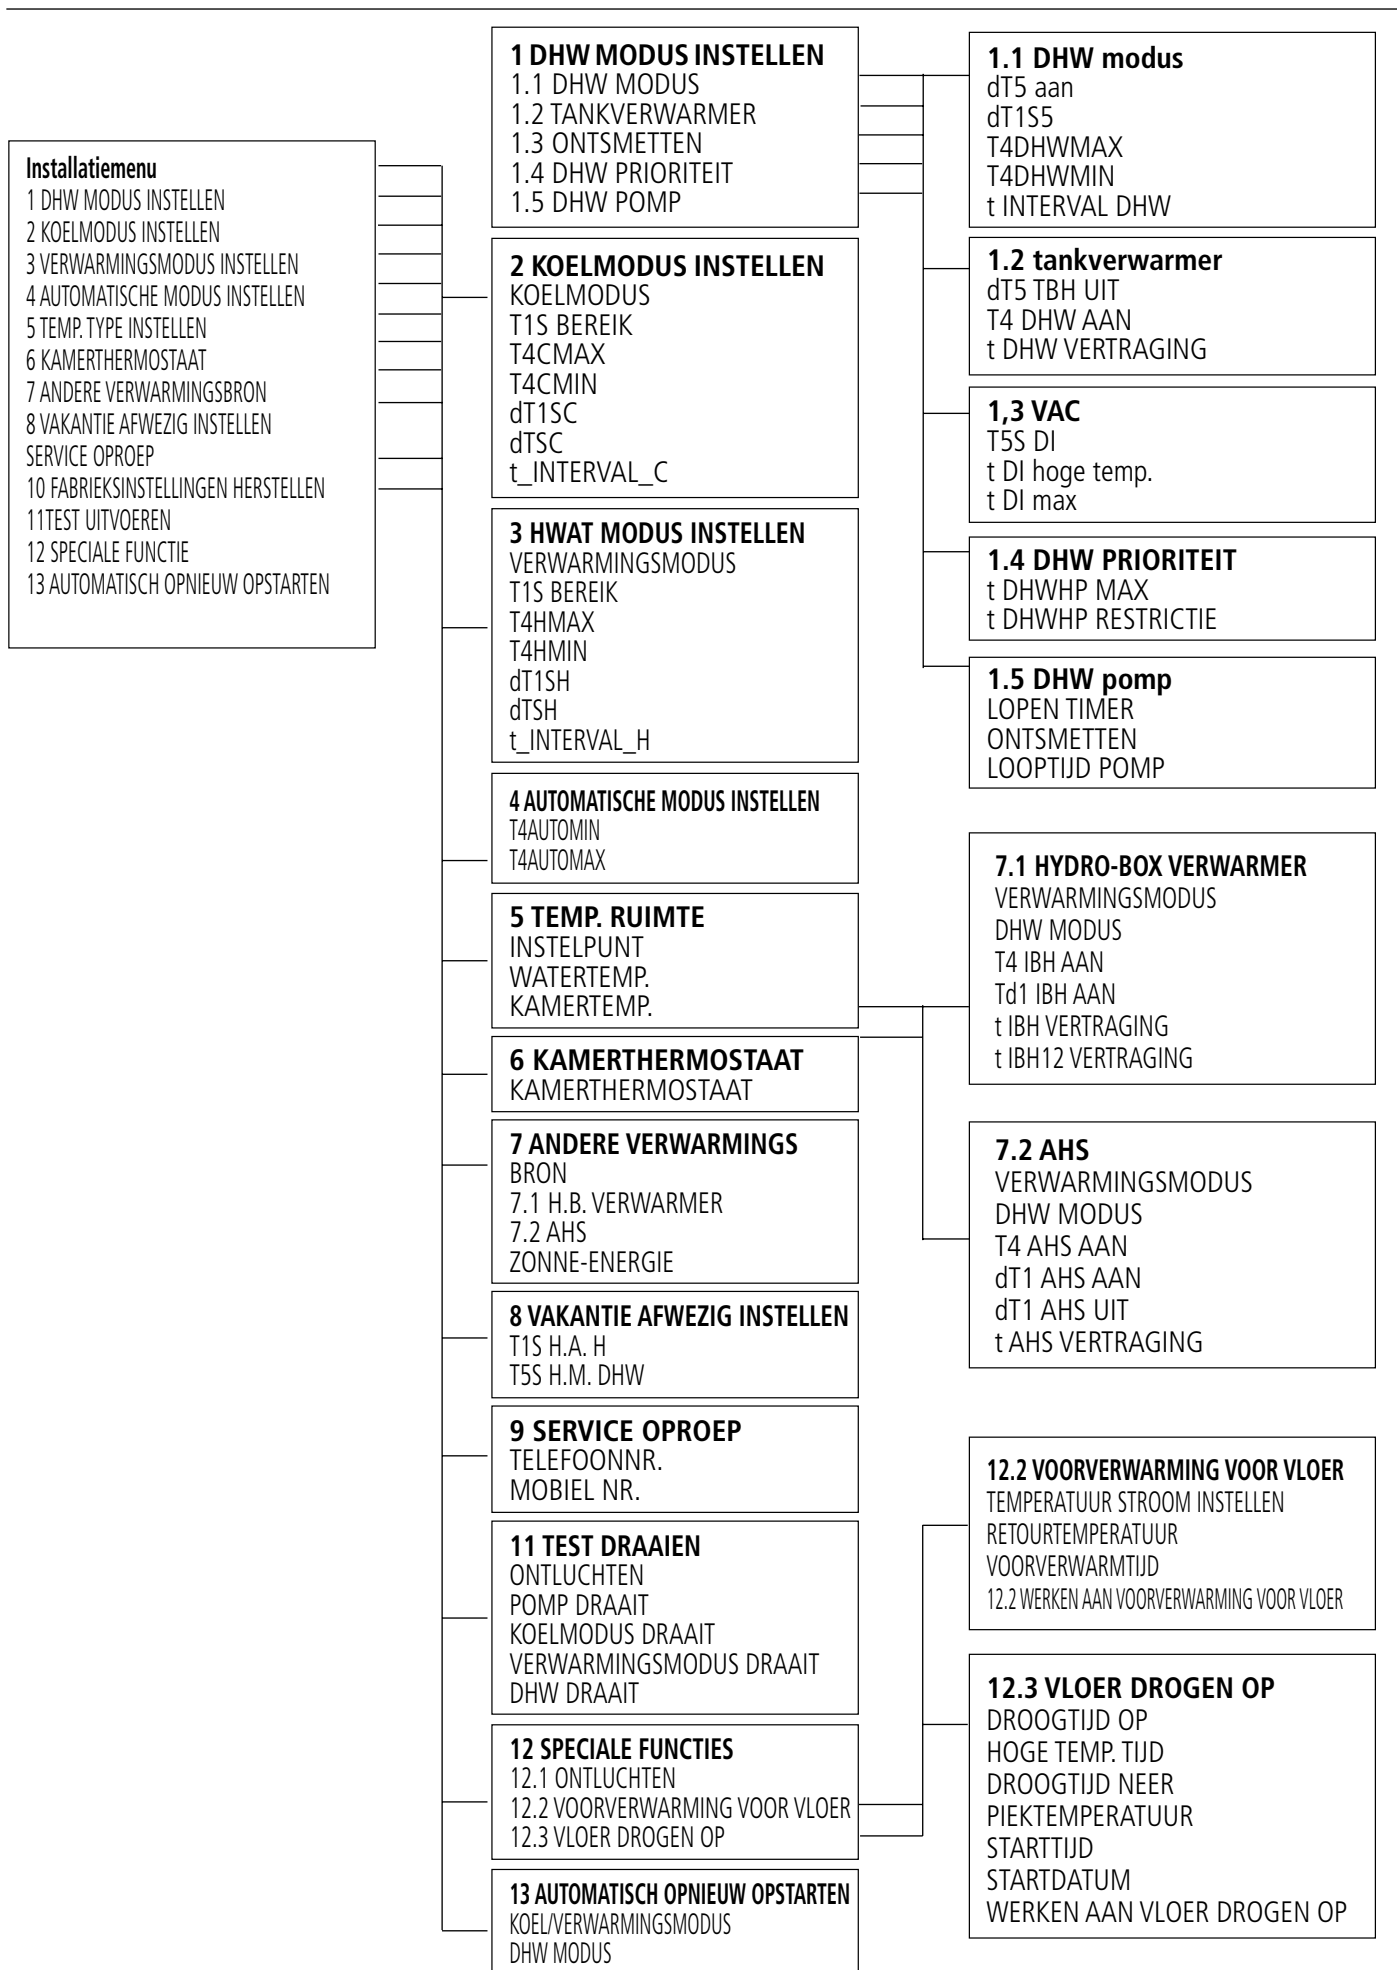 Installatiemenu
1 DHW MODUS INSTELLEN
2 KOELMODUS INSTELLEN
3 VERWARMINGSMODUS INSTELLEN
4 AUTOMATISCHE MODUS INSTELLEN
5 TEMP. TYPE INSTELLEN
6 KAMERTHERMOSTAAT
7 ANDERE VERWARMINGSBRON
8 VAKANTIE AFWEZIG INSTELLEN
SERVICE OPROEP
10 FABRIEKSINSTELLINGEN HERSTELLEN
11TEST UITVOEREN
12 SPECIALE FUNCTIE
13 AUTOMATISCH OPNIEUW OPSTARTEN
1 DHW MODUS INSTELLEN
1.1 DHW MODUS
1.2 TANKVERWARMER
1.3 ONTSMETTEN
1.4 DHW PRIORITEIT
1.5 DHW POMP
2 KOELMODUS INSTELLEN
KOELMODUS
T1S BEREIK
T4CMAX
T4CMIN
dT1SC
dTSC
t_INTERVAL_C
3 HWAT MODUS INSTELLEN
VERWARMINGSMODUS
T1S BEREIK
T4HMAX
T4HMIN
dT1SH
dTSH
t_INTERVAL_H
4 AUTOMATISCHE MODUS INSTELLEN
T4AUTOMIN
T4AUTOMAX
5 TEMP. RUIMTE
INSTELPUNT
WATERTEMP.
KAMERTEMP.
6 KAMERTHERMOSTAAT
KAMERTHERMOSTAAT
7 ANDERE VERWARMINGS
BRON
7.1 H.B. VERWARMER
7.2 AHS
ZONNE-ENERGIE
8 VAKANTIE AFWEZIG INSTELLEN
T1S H.A. H
T5S H.M. DHW
9 SERVICE OPROEP
TELEFOONNR.
MOBIEL NR.
11 TEST DRAAIEN
ONTLUCHTEN
POMP DRAAIT
KOELMODUS DRAAIT
VERWARMINGSMODUS DRAAIT
DHW DRAAIT
12 SPECIALE FUNCTIES
12.1 ONTLUCHTEN
12.2 VOORVERWARMING VOOR VLOER
12.3 VLOER DROGEN OP
13 AUTOMATISCH OPNIEUW OPSTARTEN
KOEL/VERWARMINGSMODUS
DHW MODUS
1.1 DHW modus
dT5 aan
dT1S5
T4DHWMAX
T4DHWMIN
t INTERVAL DHW
1.2 tankverwarmer
dT5 TBH UIT
T4 DHW AAN
t DHW VERTRAGING
1,3 VAC
T5S DI
t DI hoge temp.
t DI max
1.4 DHW PRIORITEIT
t DHWHP MAX
t DHWHP RESTRICTIE
1.5 DHW pomp
LOPEN TIMER
ONTSMETTEN
LOOPTIJD POMP
7.1 HYDRO-BOX VERWARMER
VERWARMINGSMODUS
DHW MODUS
T4 IBH AAN
Td1 IBH AAN
t IBH VERTRAGING
t IBH12 VERTRAGING
7.2 AHS
VERWARMINGSMODUS
DHW MODUS
T4 AHS AAN
dT1 AHS AAN
dT1 AHS UIT
t AHS VERTRAGING
12.2 VOORVERWARMING VOOR VLOER
TEMPERATUUR STROOM INSTELLEN
RETOURTEMPERATUUR
VOORVERWARMTIJD
12.2 WERKEN AAN VOORVERWARMING VOOR VLOER
12.3 VLOER DROGEN OP
DROOGTIJD OP
HOGE TEMP. TIJD
DROOGTIJD NEER
PIEKTEMPERATUUR
STARTTIJD
STARTDATUM
WERKEN AAN VLOER DROGEN OP